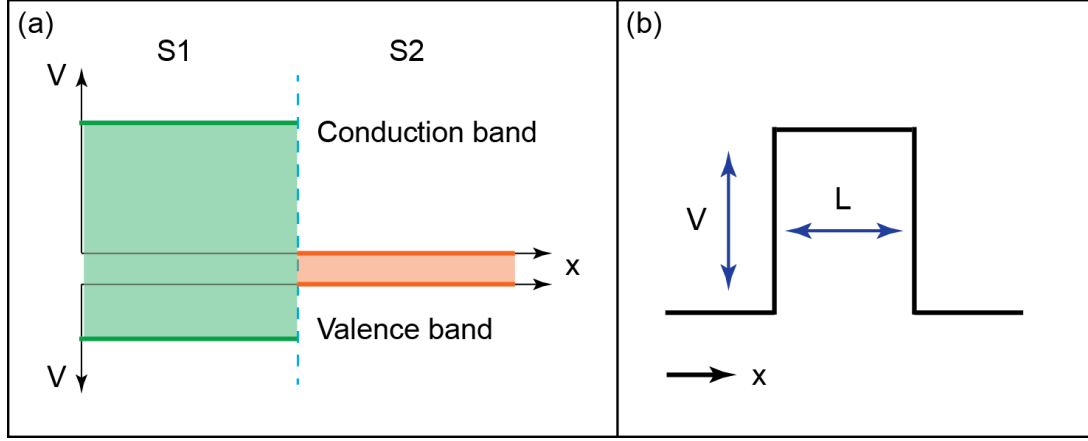 (a)
S1
S2
V
Conduction band
x
Valence band
V
(b)
V
L
x